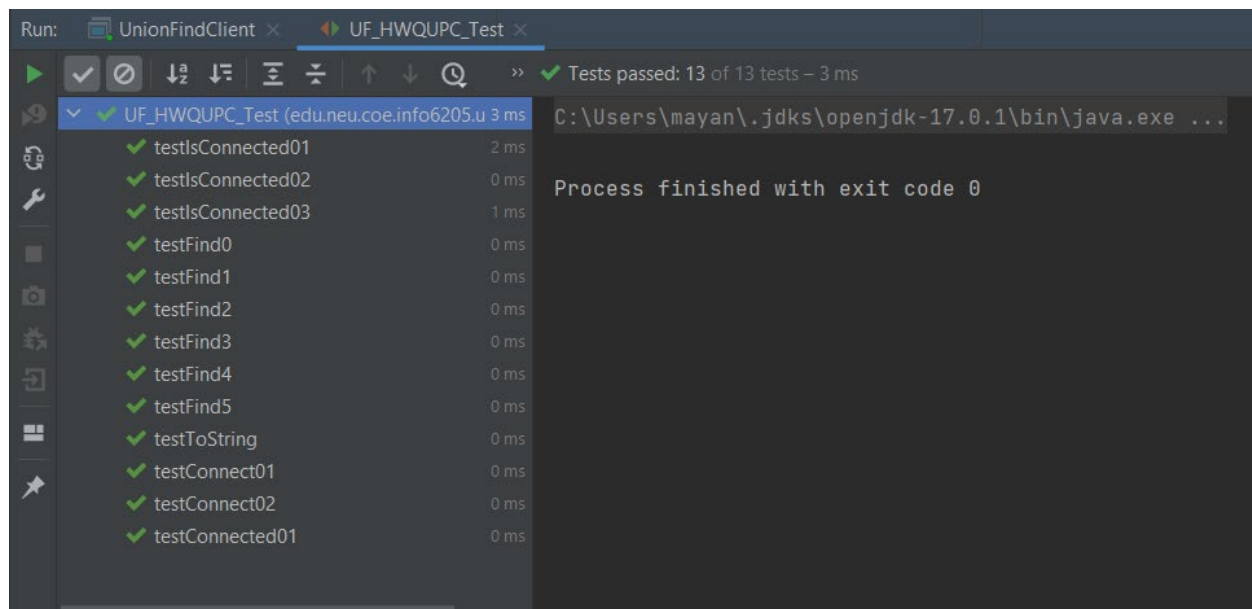 Run: UnionFindClient × UF_HWQUPC_Test ×
» Tests passed: 13 of 13 tests – 3 ms
UF_HWQUPC_Test (edu.neu.coe.info6205.u 3 ms
testIsConnected01 2 ms
testIsConnected02 0 ms
testIsConnected03 1 ms
testFind0 0 ms
testFind1 0 ms
testFind2 0 ms
testFind3 0 ms
testFind4 0 ms
testFind5 0 ms
testToString 0 ms
testConnect01 0 ms
testConnect02 0 ms
testConnected01 0 ms
C:\Users\mayan\.jdks\openjdk-17.0.1\bin\java.exe ...
Process finished with exit code 0